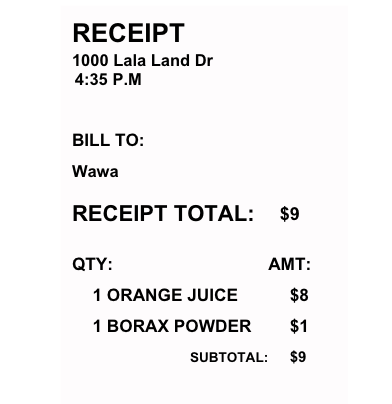 RECEIPT
1000 Lala Land Dr
4:35 P.M
BILL TO:
Wawa
RECEIPT TOTAL: $9
QTY: AMT:
1 ORANGE JUICE $8
1 BORAX POWDER $1
SUBTOTAL: $9